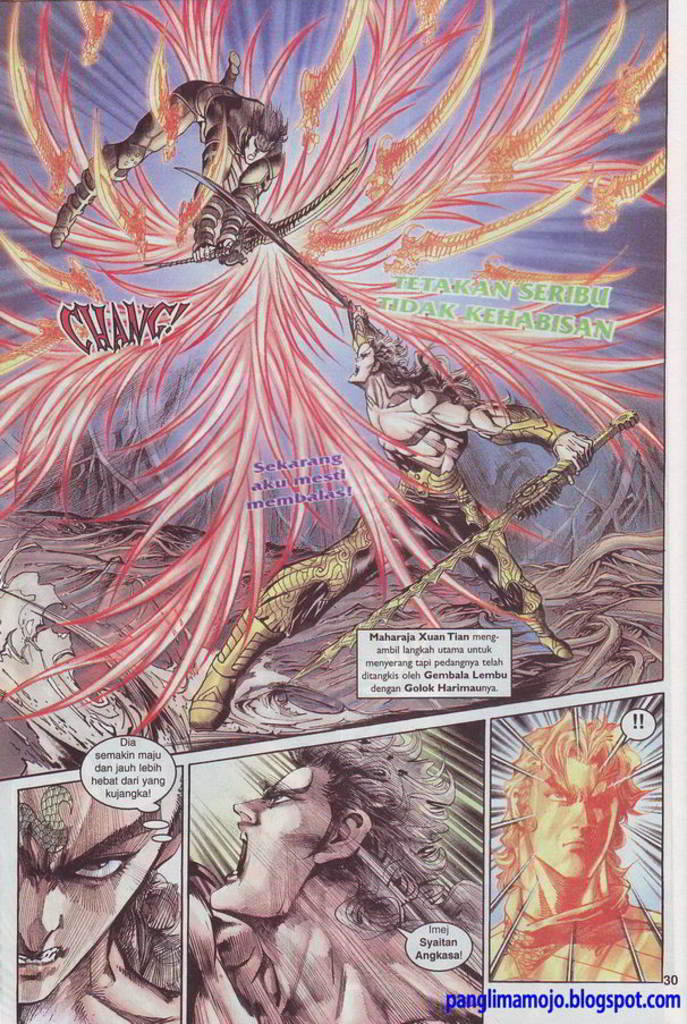 TETAKAN SERIBU
TIDAK KEHABISAN
CHANG!
Sekarang
aku mesti
membalas!
Maharaja Xuan Tian meng-
ambil langkah utama untuk
menyerang tapi pedangnya telah
ditangkis oleh Gembala Lembu
dengan Golok Harimaunya.
Dia
semakin maju
dan jauh lebih
hebat dari yang
kujangka!
Imej
Syaitan
Angkasa!
!!
30
panglimamojo.blogspot.com